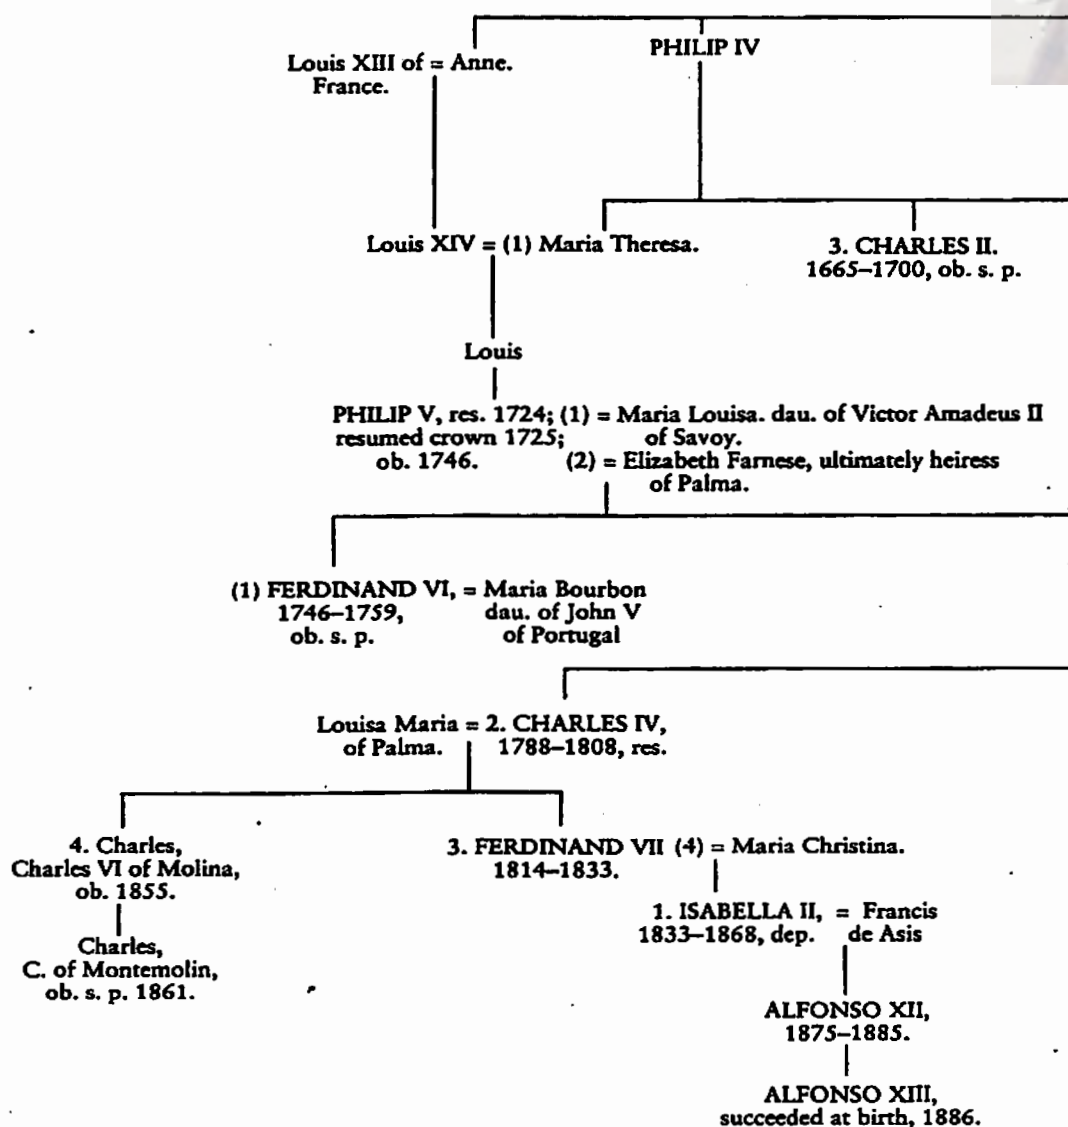 PHILIP IV
Louis XIII of = Anne.
France.
Louis XIV = (1) Maria Theresa.
3. CHARLES II.
1665–1700, ob. s. p.
Louis
PHILIP V, res. 1724; (1) = Maria Louisa. dau. of Victor Amadeus II
resumed crown 1725; of Savoy.
ob. 1746. (2) = Elizabeth Farnese, ultimately heiress
of Palma.
(1) FERDINAND VI, = Maria Bourbon
1746–1759, dau. of John V
ob. s. p. of Portugal
Louisa Maria = 2. CHARLES IV,
of Palma. 1788–1808, res.
4. Charles,
Charles VI of Molina,
ob. 1855.
3. FERDINAND VII (4) = Maria Christina.
1814–1833.
1. ISABELLA II, = Francis
1833–1868, dep. de Asis
Charles,
C. of Montemolin,
ob. s. p. 1861.
ALFONSO XII,
1875–1885.
ALFONSO XIII,
succeeded at birth, 1886.